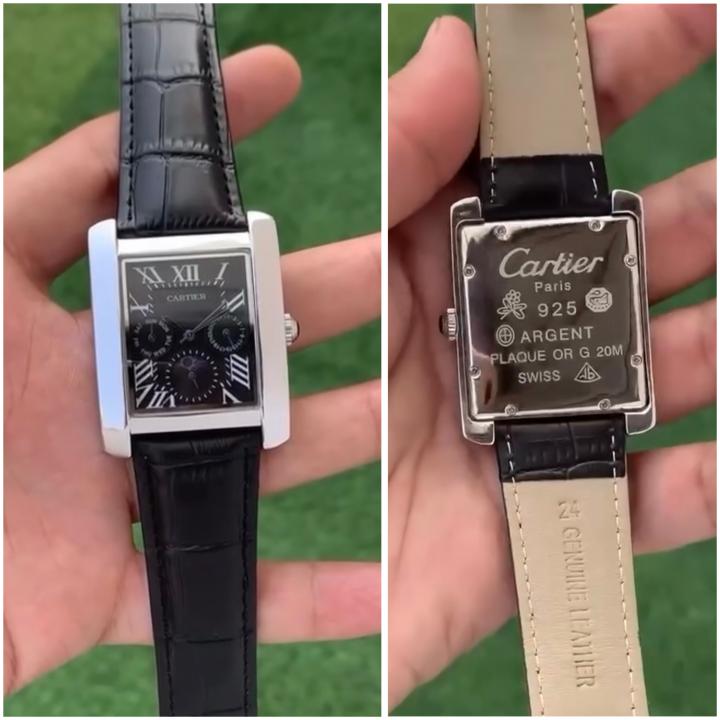 XI XII I
CARTIER
Cartier
Paris
925
ARGENT
PLAQUE OR G 20M
SWISS
24 GENUINE LEATHER